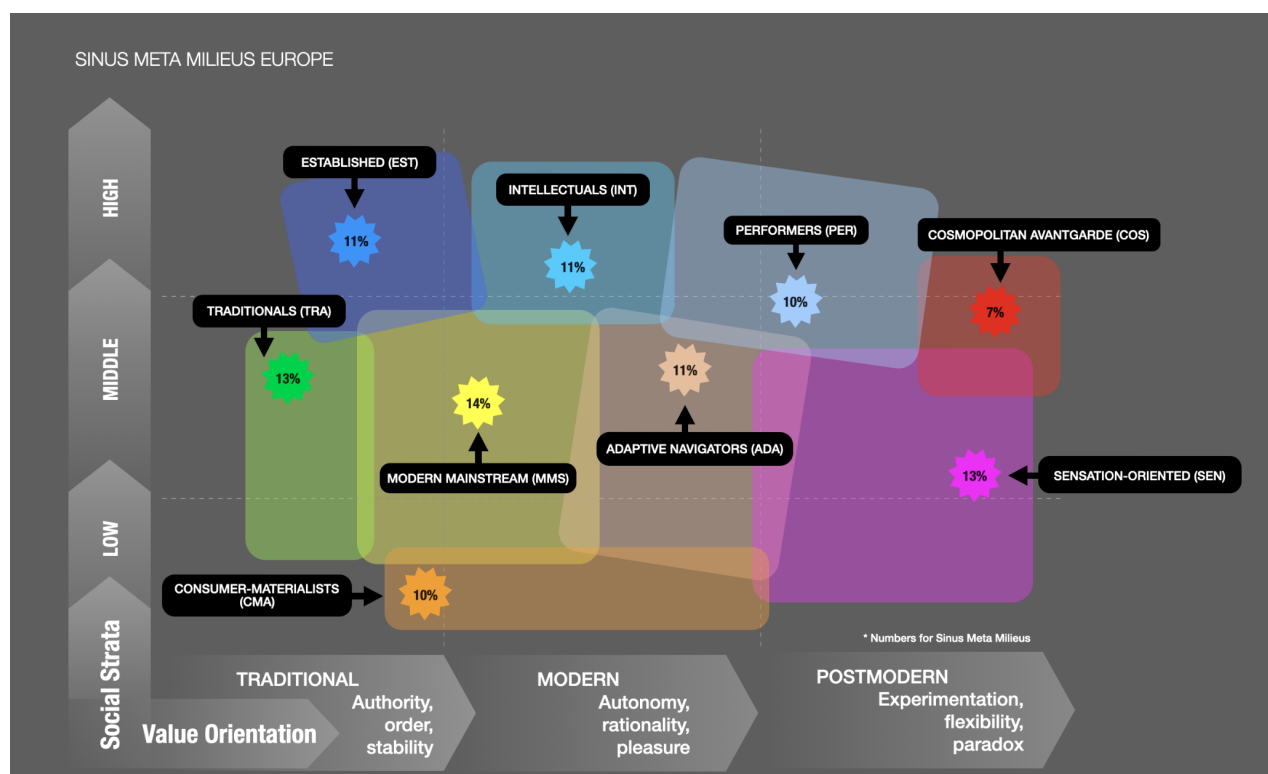 SINUS META MILIEUS EUROPE
HIGH
MIDDLE
LOW
Social Strata
ESTABLISHED (EST)
11%
INTELLECTUALS (INT)
11%
PERFORMERS (PER)
10%
COSMOPOLITAN AVANTGARDE (COS)
7%
TRADITIONALS (TRA)
13%
14%
MODERN MAINSTREAM (MMS)
11%
ADAPTIVE NAVIGATORS (ADA)
13%
SENSATION-ORIENTED (SEN)
CONSUMER-MATERIALISTS
(CMA)
10%
* Numbers for Sinus Meta Milieus
Value Orientation
TRADITIONAL
Authority,
order,
stability
MODERN
Autonomy,
rationality,
pleasure
POSTMODERN
Experimentation,
flexibility,
paradox